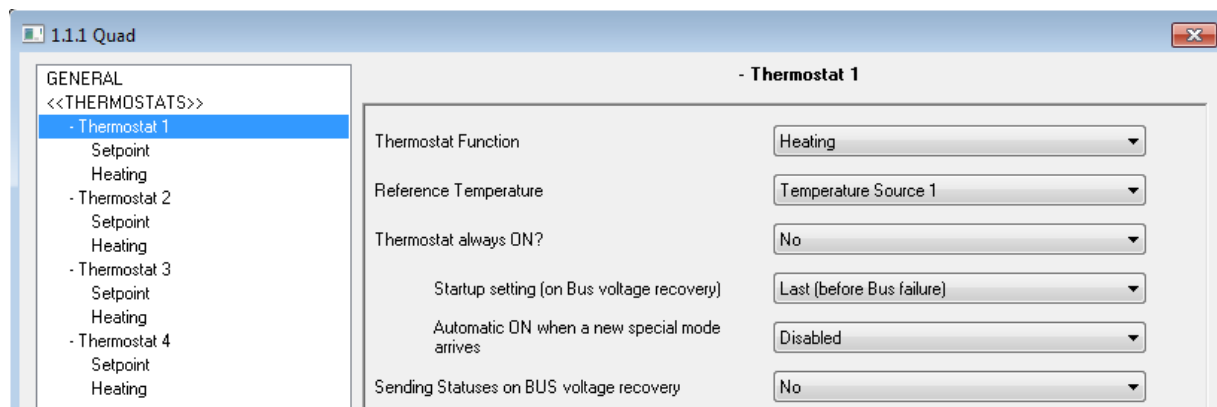 1.1.1 Quad
GENERAL
<<THERMOSTATS>>
- Thermostat 1
Setpoint
Heating
- Thermostat 2
Setpoint
Heating
- Thermostat 3
Setpoint
Heating
- Thermostat 4
Setpoint
Heating
- Thermostat 1
Thermostat Function Heating
Reference Temperature Temperature Source 1
Thermostat always ON? No
Startup setting (on Bus voltage recovery) Last (before Bus failure)
Automatic ON when a new special mode
arrives Disabled
Sending Statuses on BUS voltage recovery No